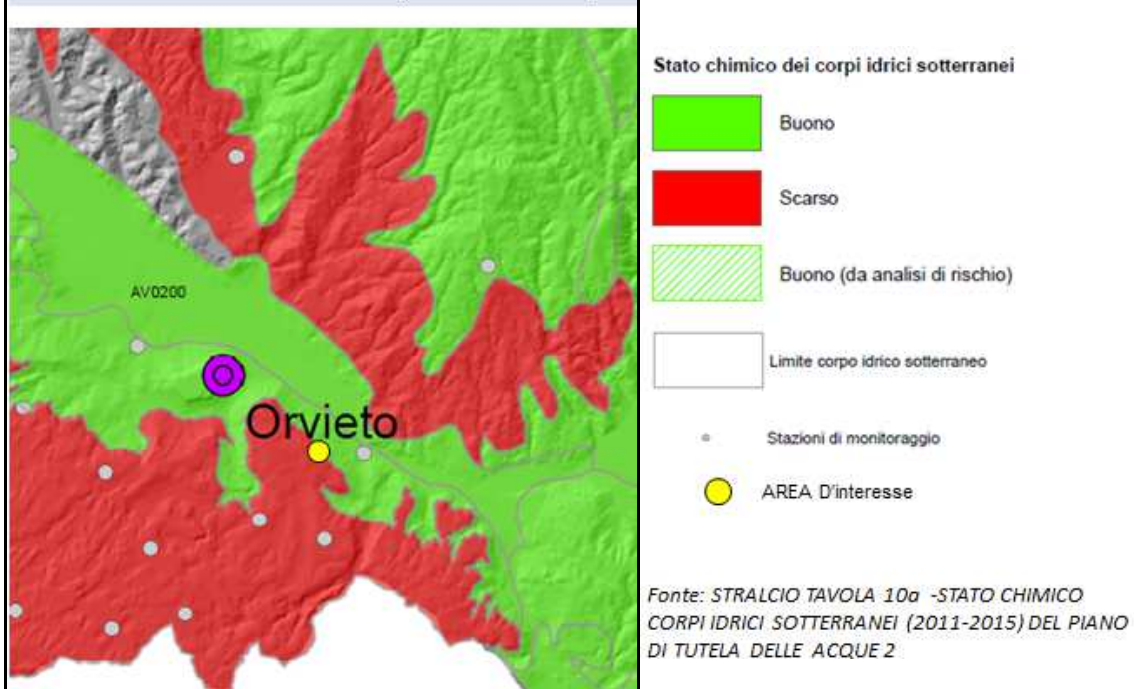 AV0200
Orvieto
Stato chimico dei corpi idrici sotterranei
Buono
Scarso
Buono (da analisi di rischio)
Limite corpo idrico sotterraneo
Stazioni di monitoraggio
AREA D'interesse
Fonte: STRALCIO TAVOLA 10a -STATO CHIMICO
CORPI IDRICI SOTTERRANEI (2011-2015) DEL PIANO
DI TUTELA DELLE ACQUE 2